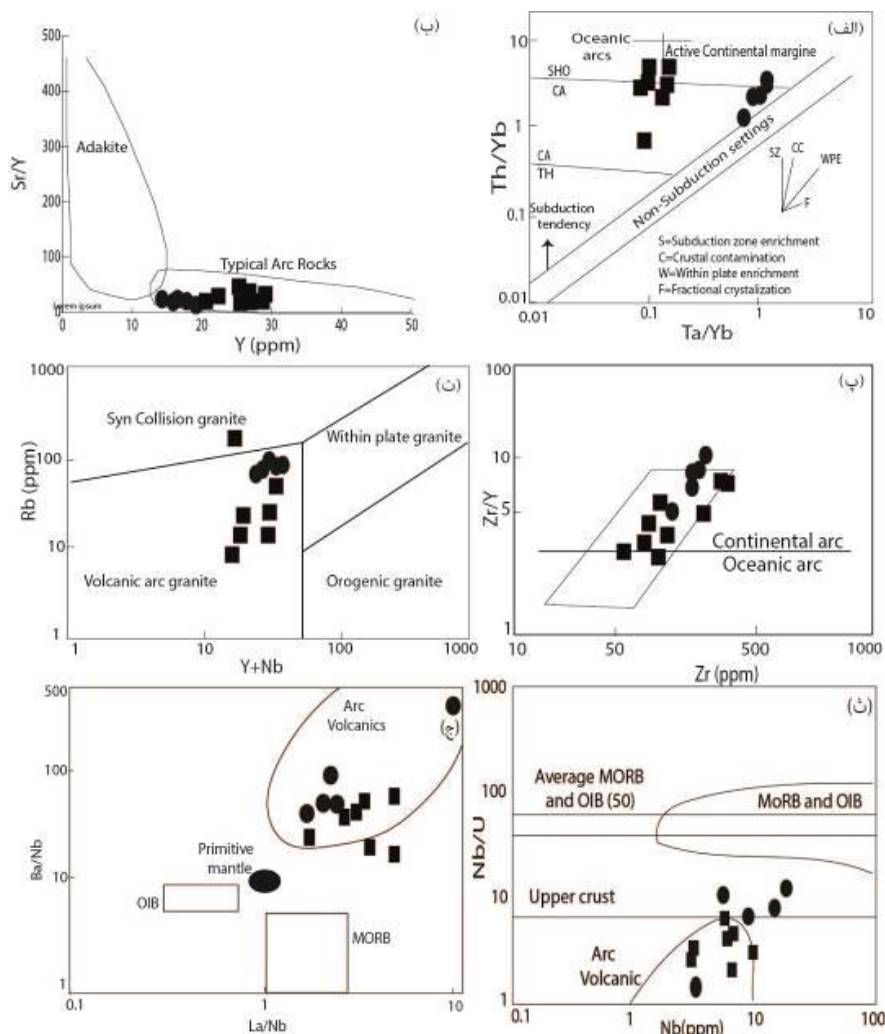 (ب)
500
400
300
200
100
0
Sr/Y
Adakite
Typical Arc Rocks
Lorem ipsum
0
10
20
30
40
50
Y (ppm)
(الف)
10
1
0.1
0.01
Th/Yb
Oceanic
arcs
Active Continental margine
SHO
CA
CA
TH
Non-Subduction settings
SZ
CC
WPE
F
Subduction
tendency
S=Subduction zone enrichment
C=Crustal contamination
W=Within plate enrichment
F=Fractional crystalization
0.01
0.1
1
10
Ta/Yb
(ت)
1000
100
10
1
Rb (ppm)
Syn Collision granite
Within plate granite
Volcanic arc granite
Orogenic granite
1
10
100
1000
Y+Nb
(پ)
10
5
1
Zr/Y
Continental arc
Oceanic arc
10
50
500
1000
Zr (ppm)
(ج)
500
100
10
1
Ba/Nb
Arc
Volcanics
Primitive
mantle
OIB
MORB
0.1
1
10
La/Nb
(ث)
1000
100
10
1
Nb/U
Average MORB
and OIB (50)
MoRB and OIB
Upper crust
Arc
Volcanic
0.1
1
10
100
Nb(ppm)